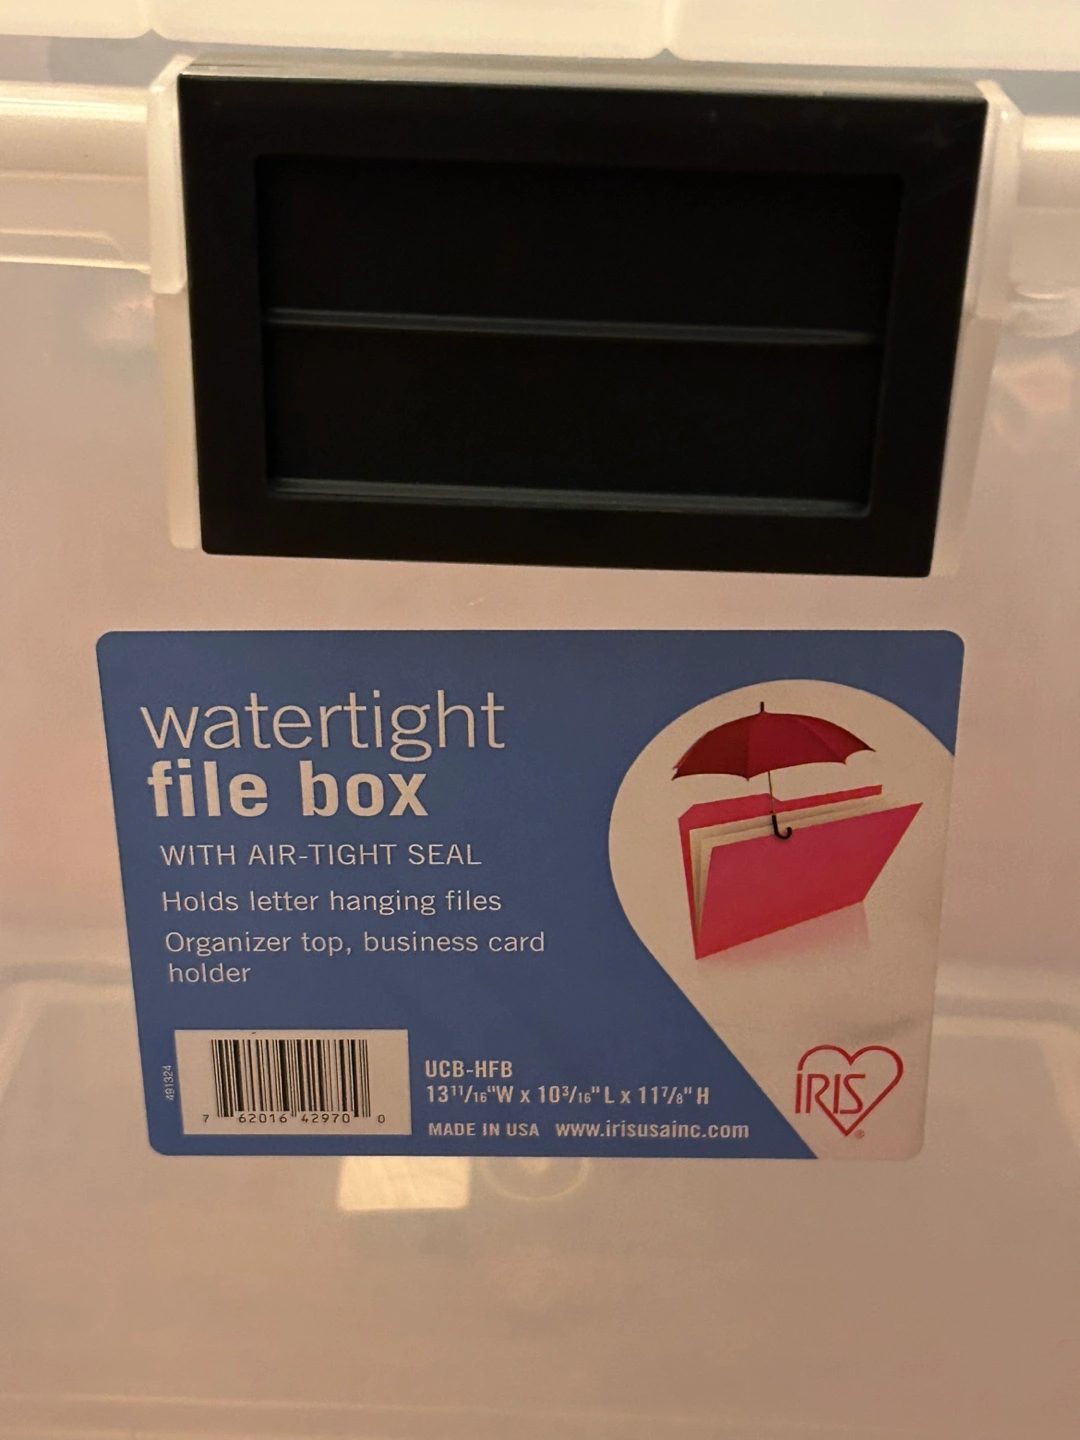 watertight
file box
WITH AIR-TIGHT SEAL
Holds letter hanging files
Organizer top, business card
holder
491324
7 62016 42970 0
UCB-HFB
13¹¹/₁₆"W x 10³/₁₆" L x 11⁷/₈" H
MADE IN USA www.irisusainc.com
IRIS®